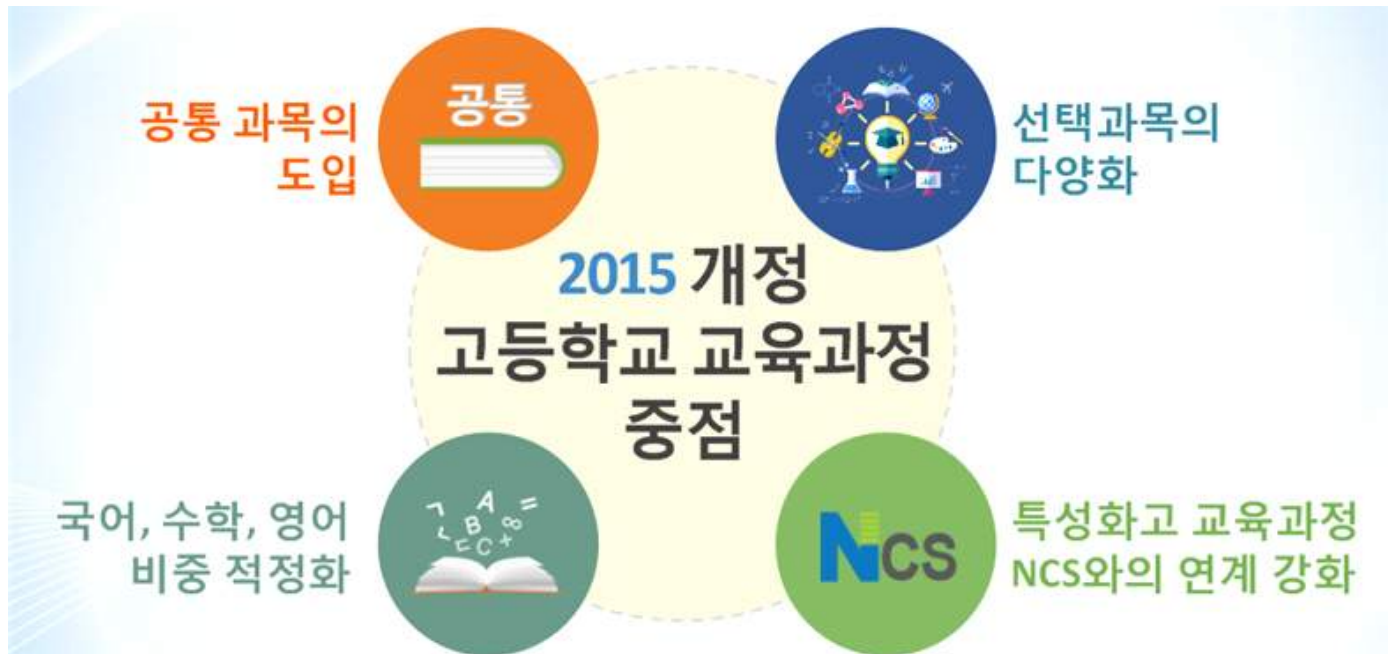 공통 과목의
도입
공통
선택과목의
다양화
2015 개정
고등학교 교육과정
중점
국어, 수학, 영어
비중 적정화
ㄱ A =
ㄴ B ∞
ㄷ C +
NCS
특성화고 교육과정
NCS와의 연계 강화